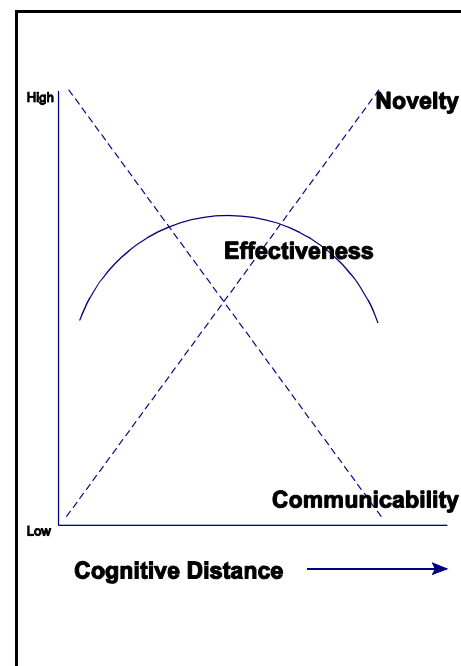 High
Novelty
Effectiveness
Communicability
Low
Cognitive Distance